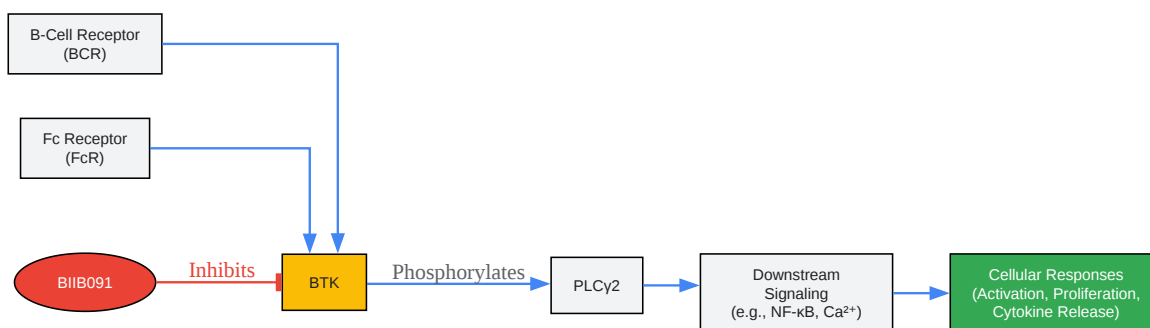 B-Cell Receptor
(BCR)
Fc Receptor
(FcR)
BIIB091
Inhibits
BTK
Phosphorylates
PLCγ2
Downstream
Signaling
(e.g., NF-κB, Ca²⁺)
Cellular Responses
(Activation, Proliferation,
Cytokine Release)